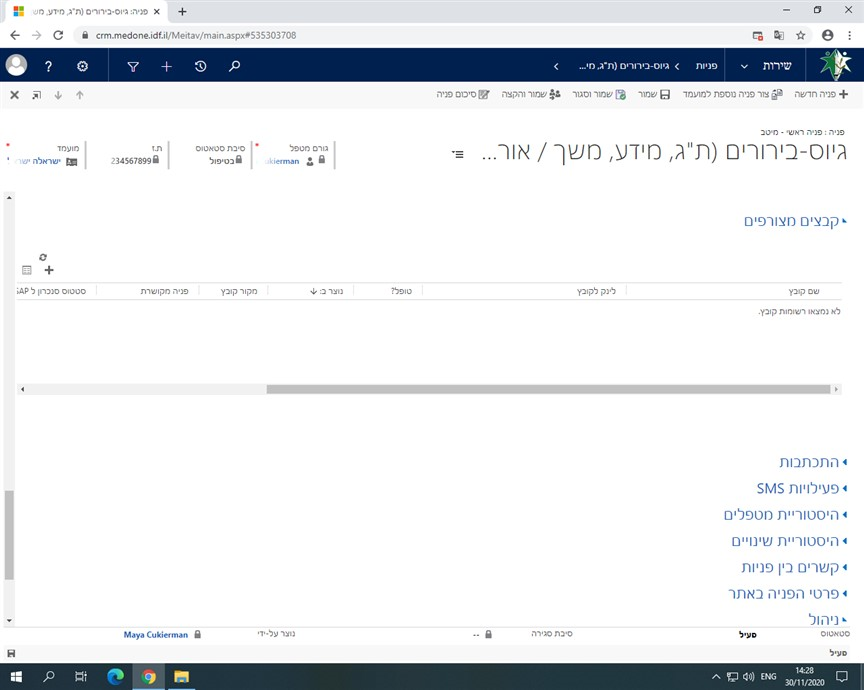 פניה: גיוס-בירורים (ת"ג, מידע, מש
crm.medone.idf.il/Meitav/main.aspx#535303708
שירות
פניות
גיוס-בירורים (ת"ג, מי...
פניה חדשה
צור פניה נוספת למועמד
שמור
שמור וסגור
שמור והקצה
סיכום פניה
פניה : פניה ראשי - מיטב
גיוס-בירורים (ת"ג, מידע, משך / אור...
גורם מטפל
סיבת סטאטוס
ת.ז
מועמד
ukierman
בטיפול
234567899
ישראלה ישר
קבצים מצורפים
שם קובץ
לינק לקובץ
טופל?
נוצר ב:
מקור קובץ
פניה מקושרת
סטטוס סנכרון ל SAP
לא נמצאו רשומות קובץ.
התכתבות
פעילויות SMS
היסטוריית מטפלים
היסטוריית שינויים
קשרים בין פניות
פרטי הפניה באתר
ניהול
סטאטוס
פעיל
סיבת סגירה
--
נוצר על-ידי
Maya Cukierman
פעיל
ENG
14:28
30/11/2020